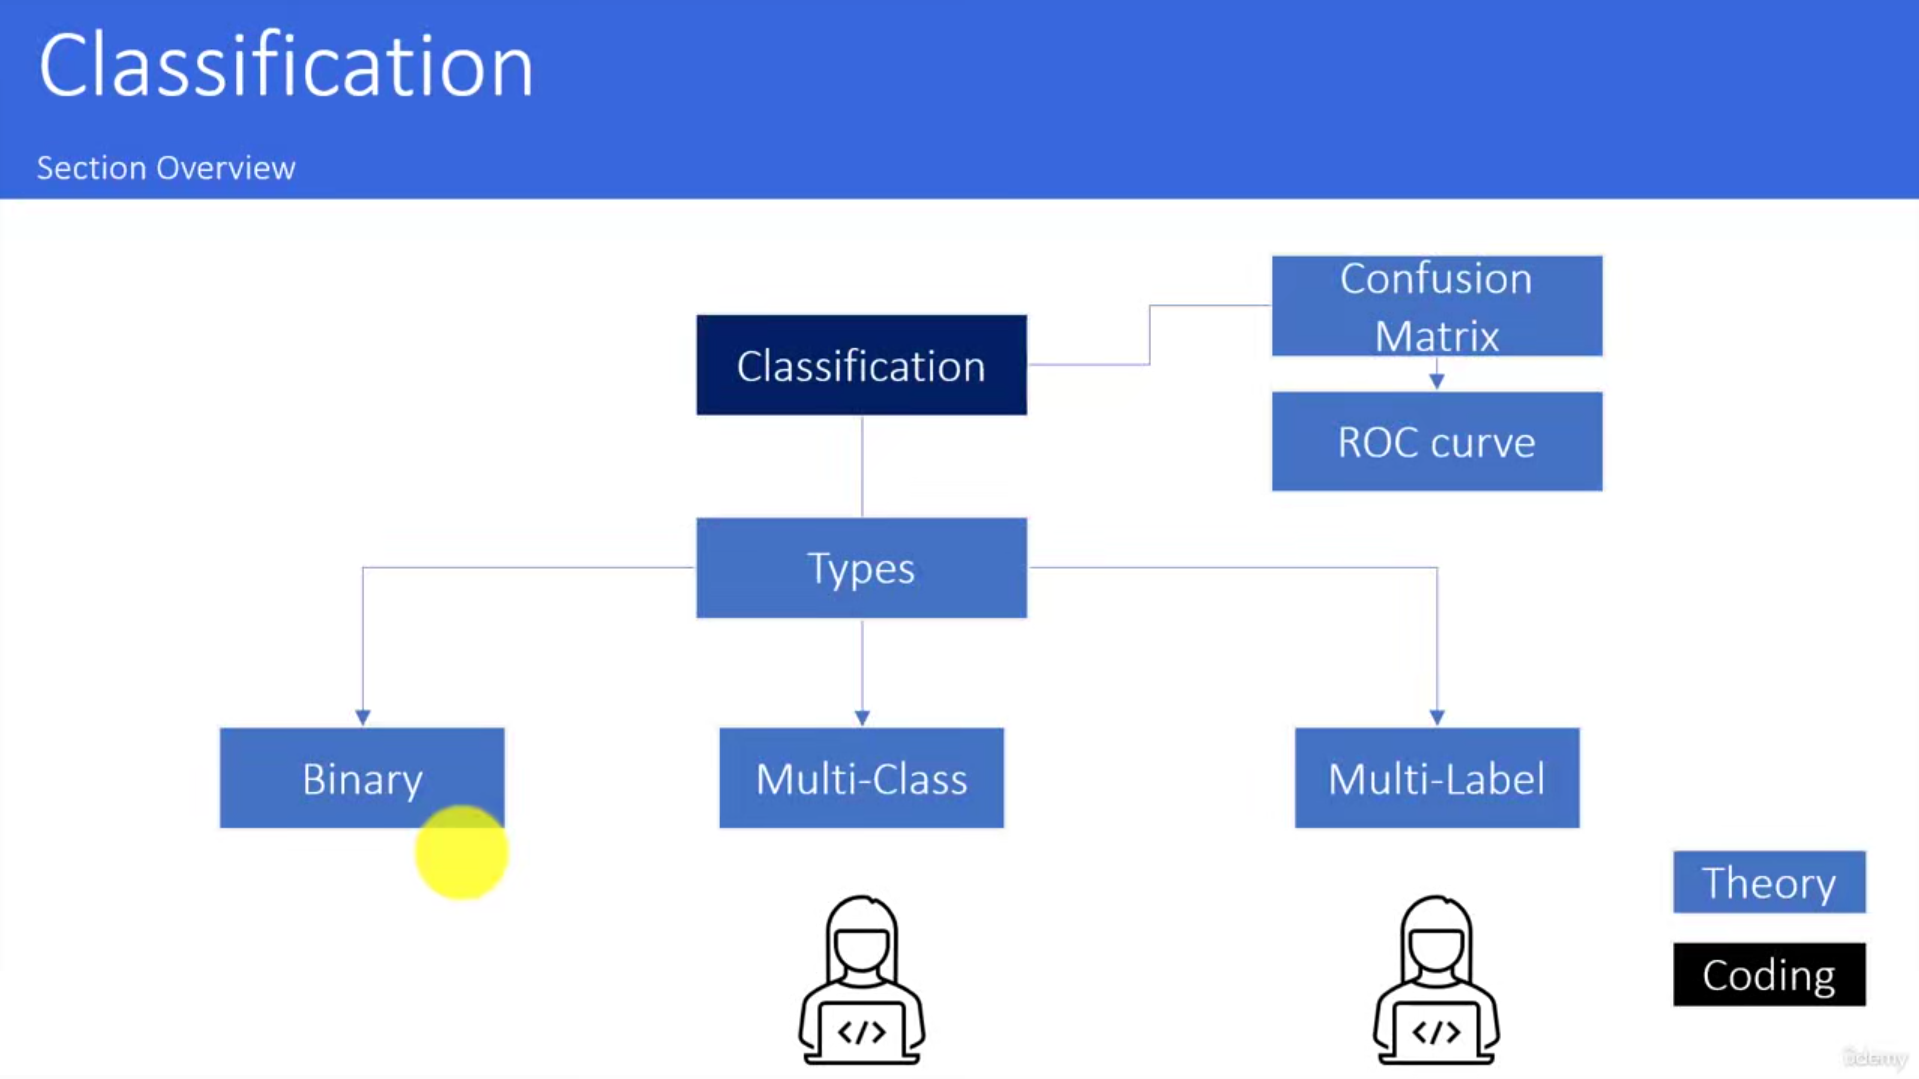 Classification
Section Overview
Confusion
Matrix
Classification
ROC curve
Types
Binary
Multi-Class
Multi-Label
Theory
Coding
</>
</>
udemy